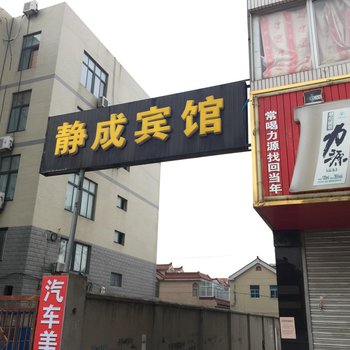 静成宾馆
常喝力源找回当年
力源
汽车美